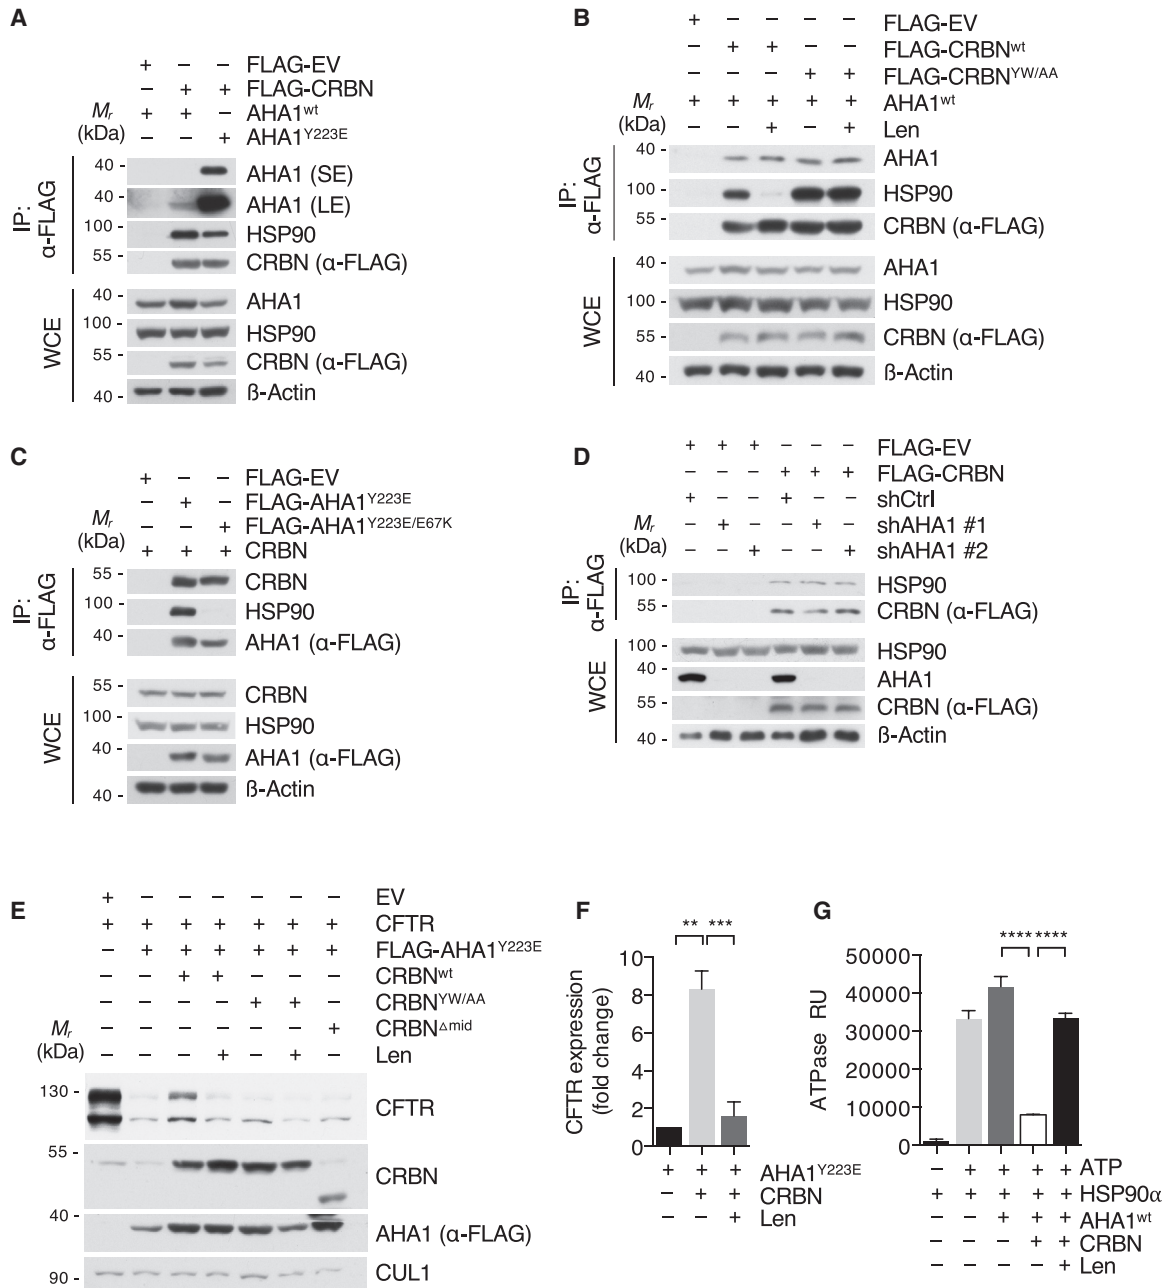 A
+ – – FLAG-EV
– + + FLAG-CRBN
+ + – AHA1wt
– – + AHA1Y223E
Mr
(kDa)
IP:
α-FLAG
40 - AHA1 (SE)
40 - AHA1 (LE)
100 - HSP90
55 - CRBN (α-FLAG)
WCE
40 - AHA1
100 - HSP90
55 - CRBN (α-FLAG)
40 - ß-Actin
B
+ – – – – FLAG-EV
– + + – – FLAG-CRBNwt
– – – + + FLAG-CRBNYW/AA
+ + + + + AHA1wt
– – + – + Len
Mr
(kDa)
IP:
α-FLAG
40 - AHA1
100 - HSP90
55 - CRBN (α-FLAG)
WCE
40 - AHA1
100 - HSP90
55 - CRBN (α-FLAG)
40 - ß-Actin
C
+ – – FLAG-EV
– + – FLAG-AHA1Y223E
– – + FLAG-AHA1Y223E/E67K
+ + + CRBN
Mr
(kDa)
IP:
α-FLAG
55 - CRBN
100 - HSP90
40 - AHA1 (α-FLAG)
WCE
55 - CRBN
100 - HSP90
40 - AHA1 (α-FLAG)
40 - ß-Actin
D
+ + + – – – FLAG-EV
– – – + + + FLAG-CRBN
+ – – + – – shCtrl
– + – – + – shAHA1 #1
– – + – – + shAHA1 #2
Mr
(kDa)
IP:
α-FLAG
100 - HSP90
55 - CRBN (α-FLAG)
WCE
100 - HSP90
40 - AHA1
55 - CRBN (α-FLAG)
40 - ß-Actin
E
+ – – – – – – EV
+ + + + + + + CFTR
– + + + + + + FLAG-AHA1Y223E
– – + + – – – CRBNwt
– – – – + + – CRBNYW/AA
– – – – – – + CRBNΔmid
– – – + – + – Len
Mr
(kDa)
130 - CFTR
55 - CRBN
40 - AHA1 (α-FLAG)
90 - CUL1
F
** ***
CFTR expression
(fold change)
10
8
6
4
2
0
+ + + AHA1Y223E
– + + CRBN
– – + Len
G
**** ****
ATPase RU
50000
40000
30000
20000
10000
0
– + + + + ATP
+ + + + + HSP90α
– – + + + AHA1wt
– – – + + CRBN
– – – – + Len